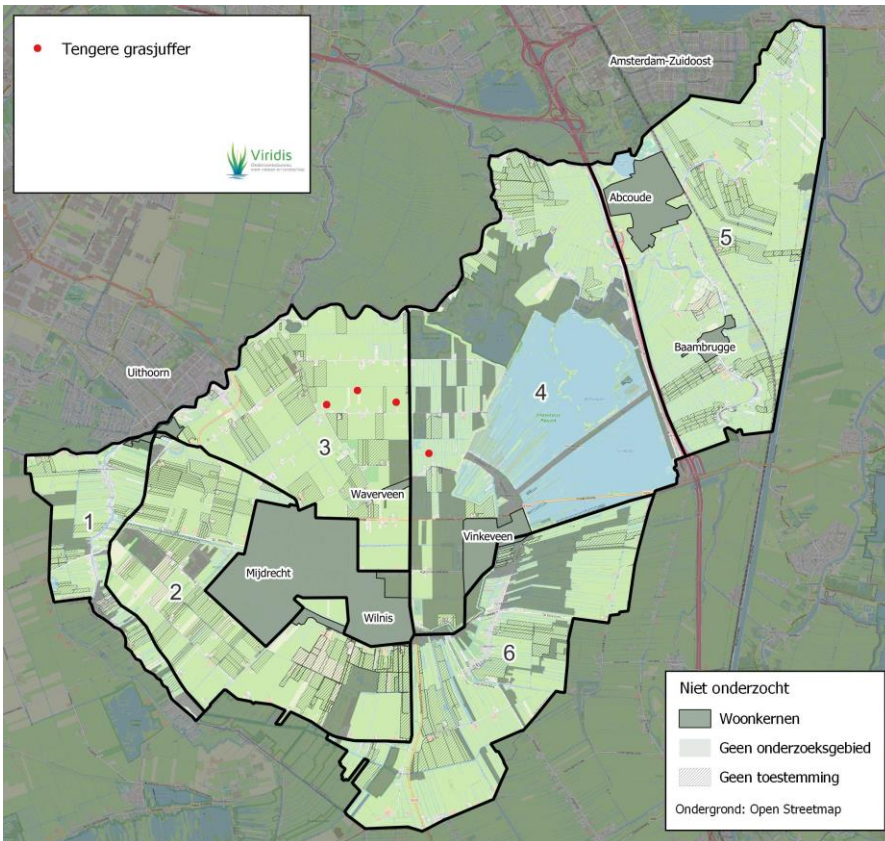 Tengere grasjuffer
Viridis
Amsterdam-Zuidoost
Abcoude
5
Baambrugge
Uithoorn
4
3
Waverveen
1
Vinkeveen
Mijdrecht
2
Wilnis
6
Niet onderzocht
Woonkernen
Geen onderzoeksgebied
Geen toestemming
Ondergrond: Open Streetmap